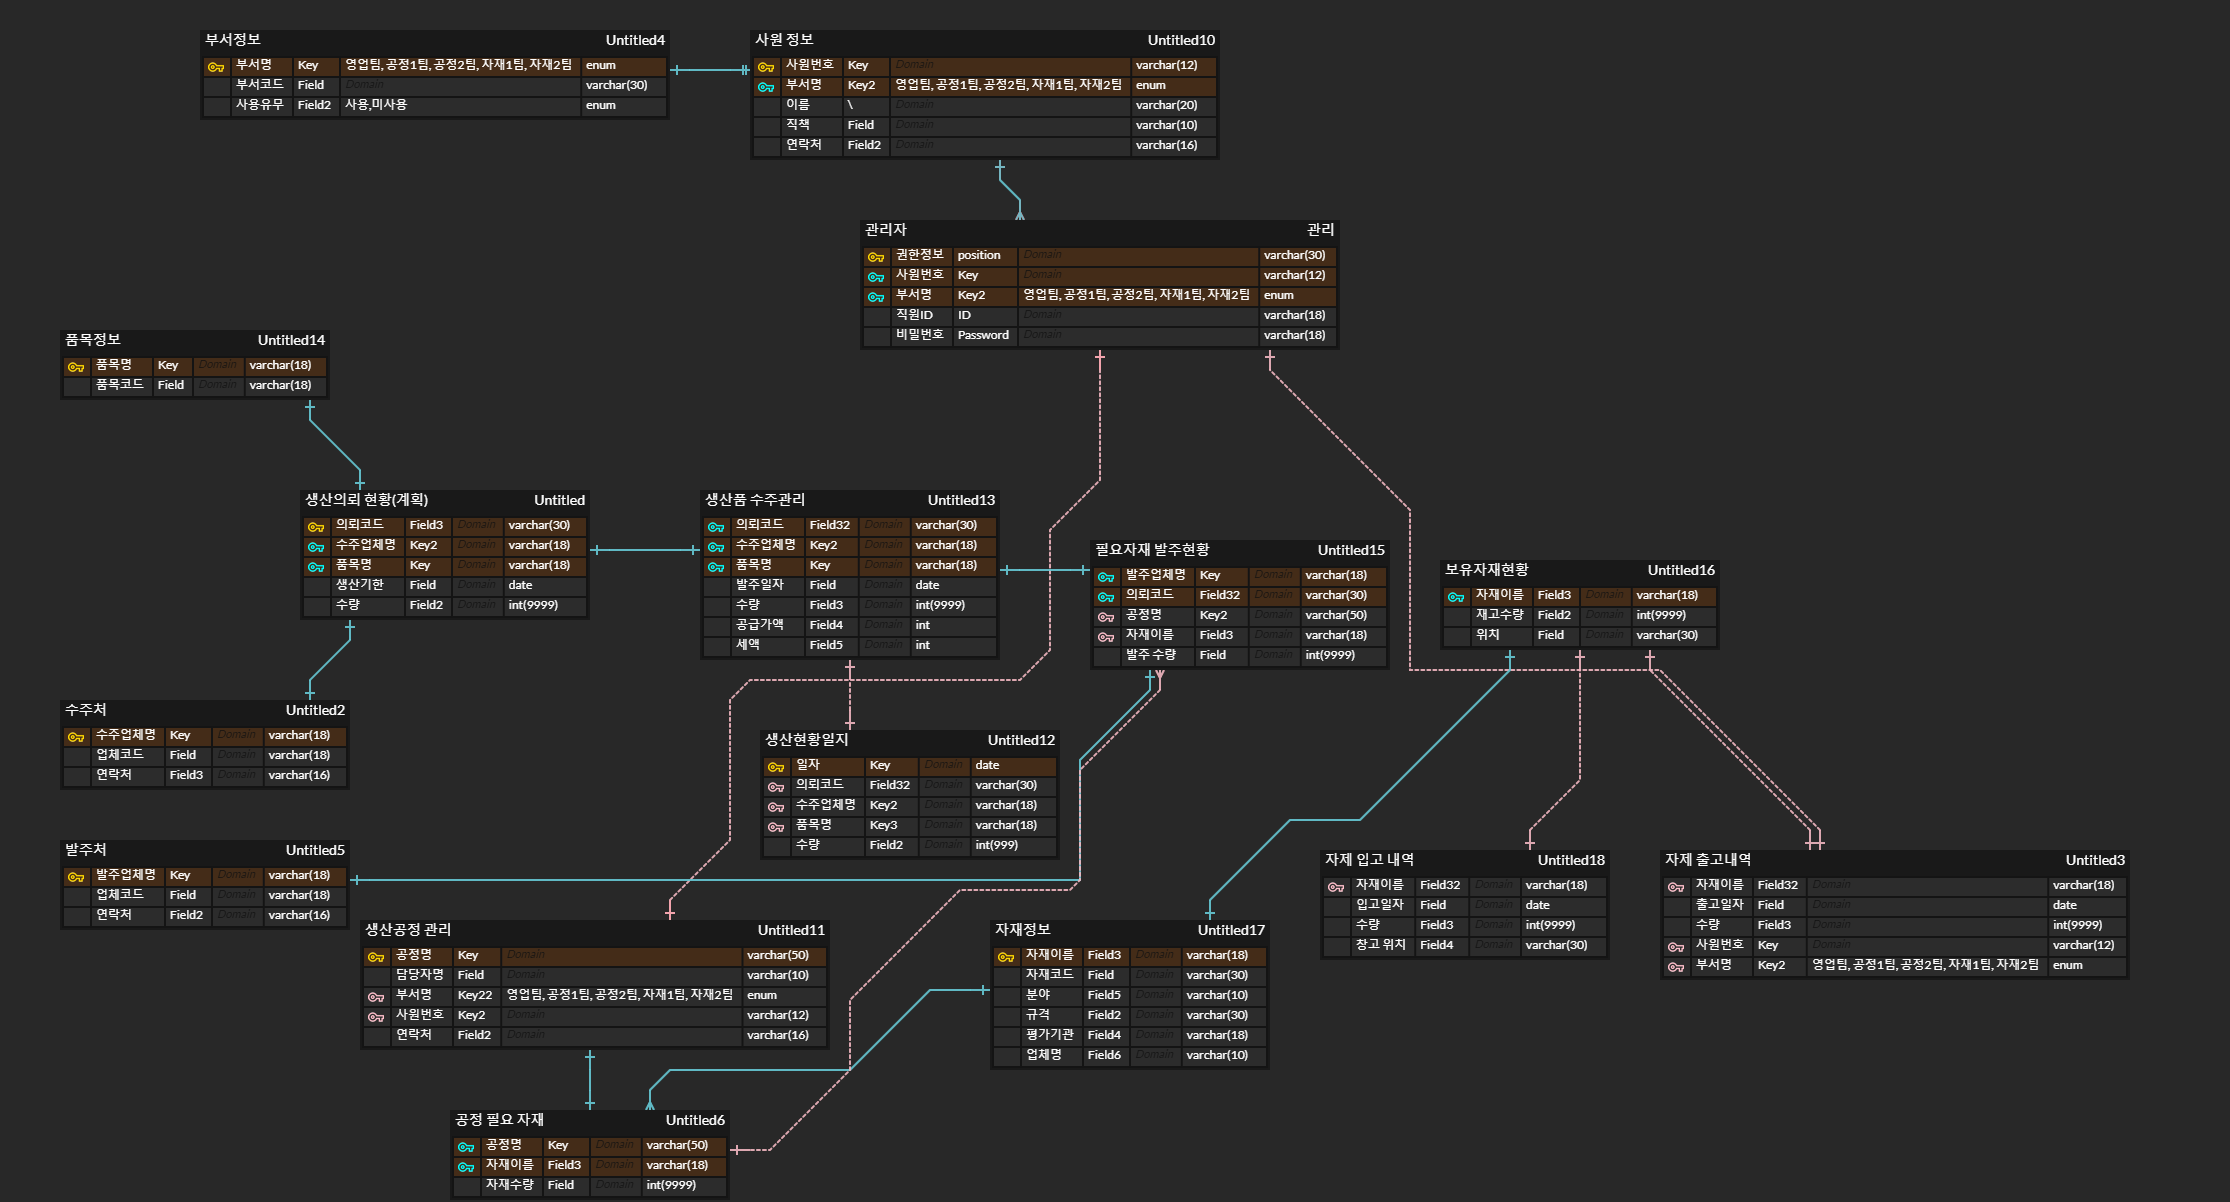 부서정보 Untitled4
부서명 Key 영업팀, 공정1팀, 공정2팀, 자재1팀, 자재2팀 enum
부서코드 Field Domain varchar(30)
사용유무 Field2 사용,미사용 enum
사원 정보 Untitled10
사원번호 Key Domain varchar(12)
부서명 Key2 영업팀, 공정1팀, 공정2팀, 자재1팀, 자재2팀 enum
이름 \ Domain varchar(20)
직책 Field Domain varchar(10)
연락처 Field2 Domain varchar(16)
관리자 관리
권한정보 position Domain varchar(30)
사원번호 Key Domain varchar(12)
부서명 Key2 영업팀, 공정1팀, 공정2팀, 자재1팀, 자재2팀 enum
직원ID ID Domain varchar(18)
비밀번호 Password Domain varchar(18)
품목정보 Untitled14
품목명 Key Domain varchar(18)
품목코드 Field Domain varchar(18)
생산의뢰 현황(계획) Untitled
의뢰코드 Field3 Domain varchar(30)
수주업체명 Key2 Domain varchar(18)
품목명 Key Domain varchar(18)
생산기한 Field Domain date
수량 Field2 Domain int(9999)
생산품 수주관리 Untitled13
의뢰코드 Field32 Domain varchar(30)
수주업체명 Key2 Domain varchar(18)
품목명 Key Domain varchar(18)
발주일자 Field Domain date
수량 Field3 Domain int(9999)
공급가액 Field4 Domain int
세액 Field5 Domain int
필요자재 발주현황 Untitled15
발주업체명 Key Domain varchar(18)
의뢰코드 Field32 Domain varchar(30)
공정명 Key2 Domain varchar(50)
자재이름 Field3 Domain varchar(18)
발주 수량 Field Domain int(9999)
보유자재현황 Untitled16
자재이름 Field3 Domain varchar(18)
재고수량 Field2 Domain int(9999)
위치 Field Domain varchar(30)
수주처 Untitled2
수주업체명 Key Domain varchar(18)
업체코드 Field Domain varchar(18)
연락처 Field3 Domain varchar(16)
생산현황일지 Untitled12
일자 Key Domain date
의뢰코드 Field32 Domain varchar(30)
수주업체명 Key2 Domain varchar(18)
품목명 Key3 Domain varchar(18)
수량 Field2 Domain int(999)
발주처 Untitled5
발주업체명 Key Domain varchar(18)
업체코드 Field Domain varchar(18)
연락처 Field2 Domain varchar(16)
자제 입고 내역 Untitled18
자재이름 Field32 Domain varchar(18)
입고일자 Field Domain date
수량 Field3 Domain int(9999)
창고 위치 Field4 Domain varchar(30)
자제 출고내역 Untitled3
자재이름 Field32 Domain varchar(18)
출고일자 Field Domain date
수량 Field3 Domain int(9999)
사원번호 Key Domain varchar(12)
부서명 Key2 영업팀, 공정1팀, 공정2팀, 자재1팀, 자재2팀 enum
생산공정 관리 Untitled11
공정명 Key Domain varchar(50)
담당자명 Field Domain varchar(10)
부서명 Key22 영업팀, 공정1팀, 공정2팀, 자재1팀, 자재2팀 enum
사원번호 Key2 Domain varchar(12)
연락처 Field2 Domain varchar(16)
자재정보 Untitled17
자재이름 Field3 Domain varchar(18)
자재코드 Field Domain varchar(30)
분야 Field5 Domain varchar(10)
규격 Field2 Domain varchar(30)
평가기관 Field4 Domain varchar(18)
업체명 Field6 Domain varchar(10)
공정 필요 자재 Untitled6
공정명 Key Domain varchar(50)
자재이름 Field3 Domain varchar(18)
자재수량 Field Domain int(9999)